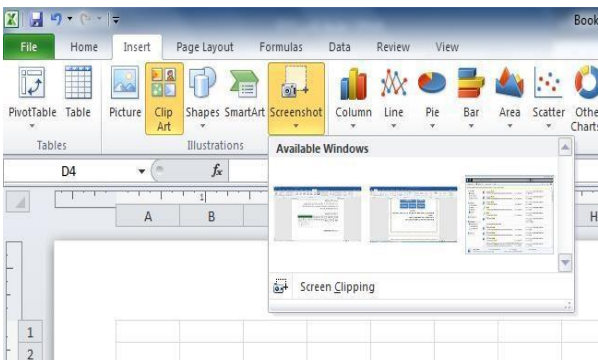 Book
File Home Insert Page Layout Formulas Data Review View
PivotTable Table Picture Clip Art Shapes SmartArt Screenshot Column Line Pie Bar Area Scatter Othe Charts
Tables Illustrations
D4 fx
Available Windows
Screen Clipping
1
A B H
1
2